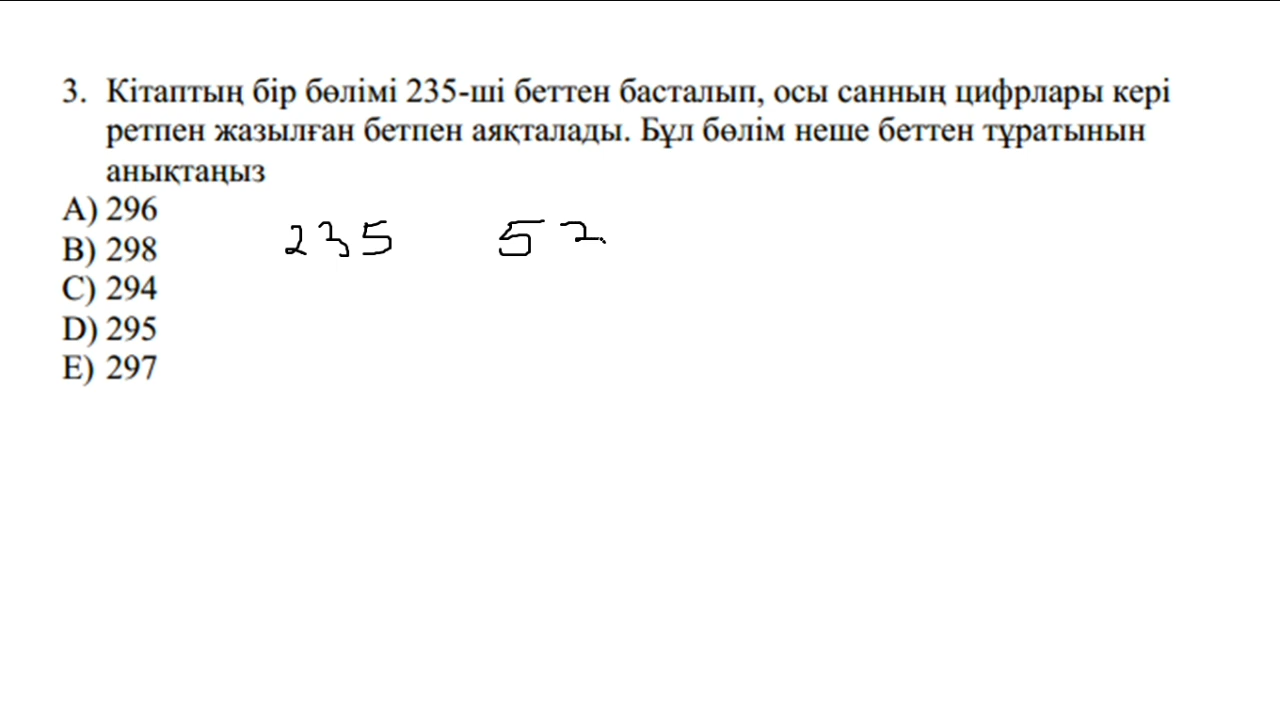 3. Кітаптың бір бөлімі 235-ші беттен басталып, осы санның цифрлары кері
ретпен жазылған бетпен аяқталады. Бұл бөлім неше беттен тұратынын
анықтаңыз
A) 296
B) 298
C) 294
D) 295
E) 297
235 5